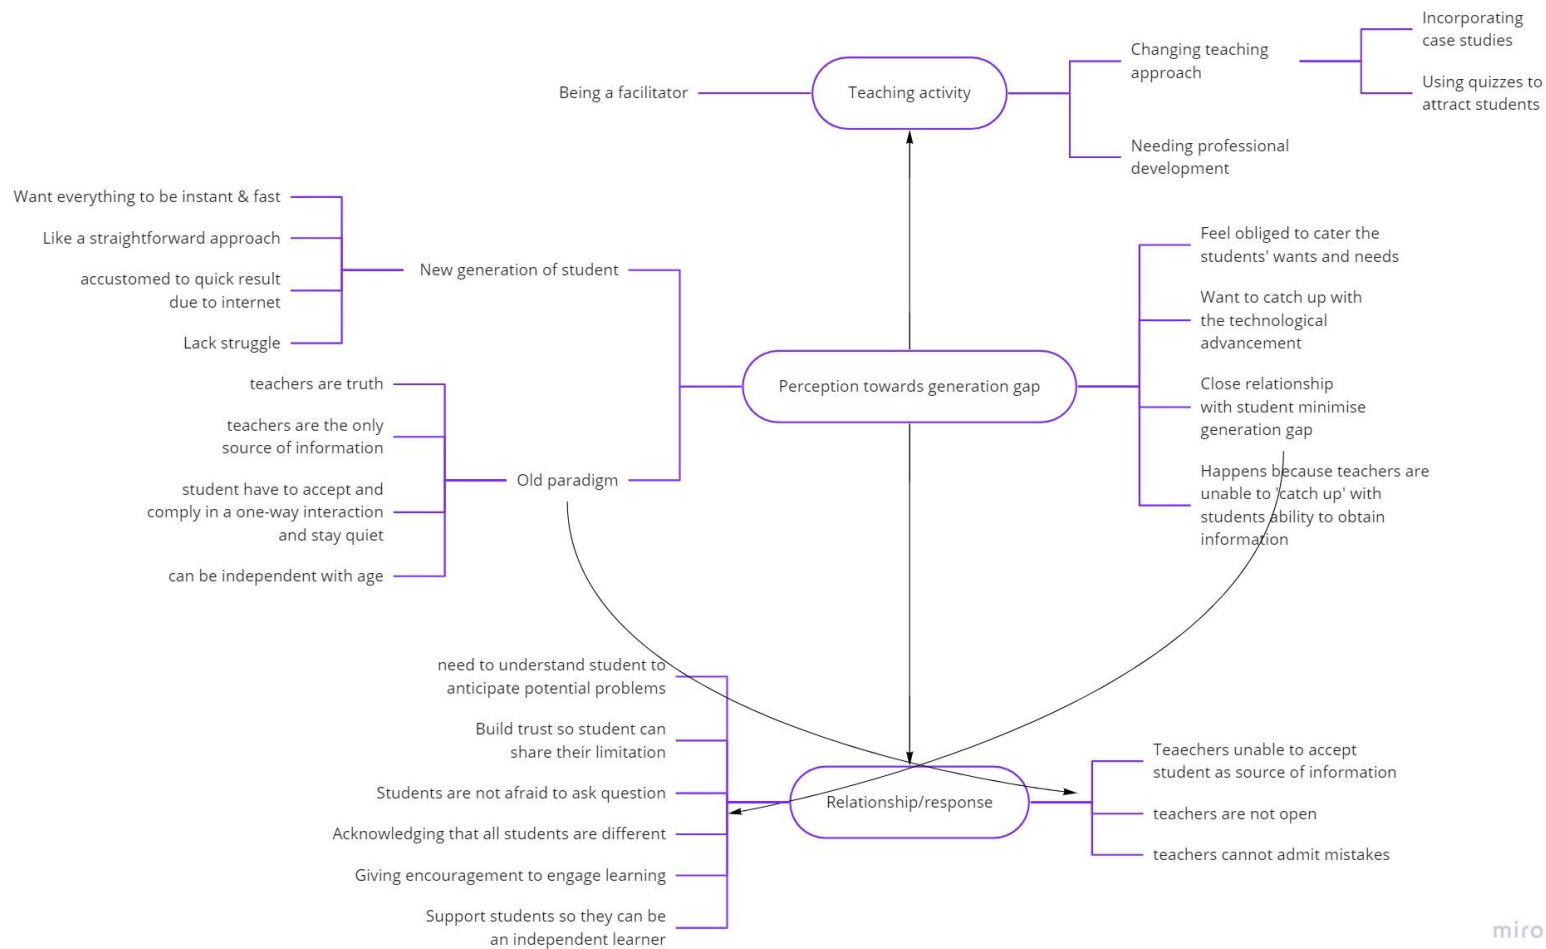 Incorporating
case studies
Using quizzes to
attract students
Changing teaching
approach
Needing professional
development
Teaching activity
Being a facilitator
Want everything to be instant & fast
Like a straightforward approach
accustomed to quick result
due to internet
Lack struggle
New generation of student
teachers are truth
teachers are the only
source of information
student have to accept and
comply in a one-way interaction
and stay quiet
can be independent with age
Old paradigm
Perception towards generation gap
Feel obliged to cater the
students' wants and needs
Want to catch up with
the technological
advancement
Close relationship
with student minimise
generation gap
Happens because teachers are
unable to 'catch up' with
students ability to obtain
information
need to understand student to
anticipate potential problems
Build trust so student can
share their limitation
Students are not afraid to ask question
Acknowledging that all students are different
Giving encouragement to engage learning
Support students so they can be
an independent learner
Relationship/response
Teaechers unable to accept
student as source of information
teachers are not open
teachers cannot admit mistakes
miro